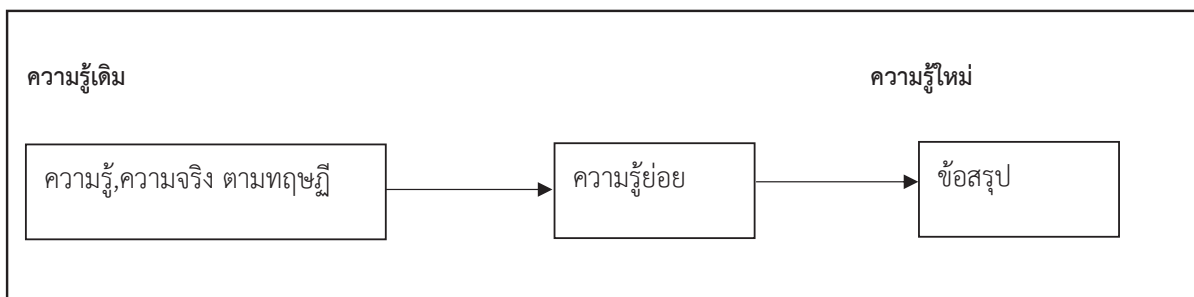 ความรู้เดิม
ความรู้ใหม่
ความรู้,ความจริง ตามทฤษฏี
ความรู้ย่อย
ข้อสรุป